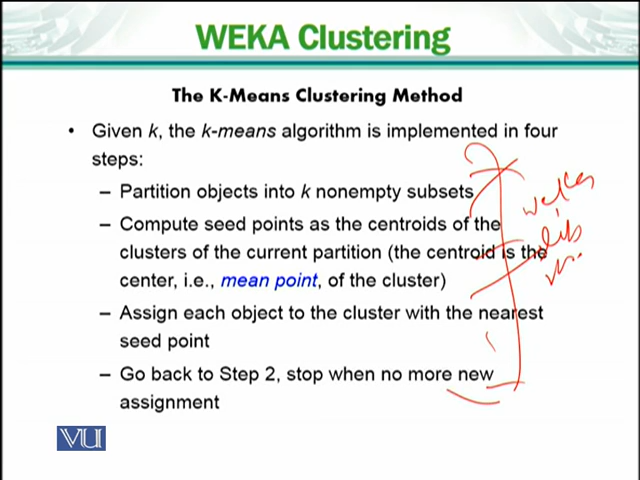 WEKA Clustering
The K-Means Clustering Method
• Given k, the k-means algorithm is implemented in four
steps:
– Partition objects into k nonempty subsets
– Compute seed points as the centroids of the
clusters of the current partition (the centroid is the
center, i.e., mean point, of the cluster)
– Assign each object to the cluster with the nearest
seed point
– Go back to Step 2, stop when no more new
assignment
weka
VU